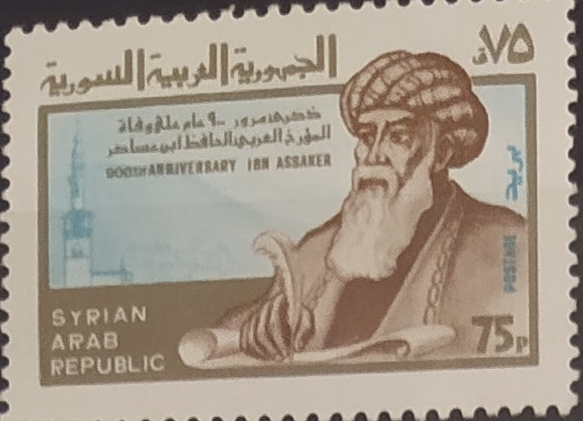 الجمهورية العربية السورية
٧٥ ق
ذكرى مرور ٩٠٠ عام على وفاة
المؤرخ العربي الحافظ ابن عساكر
900TH ANNIVERSARY IBN ASSAKER
بريد
POSTAGE
SYRIAN
ARAB
REPUBLIC
75P